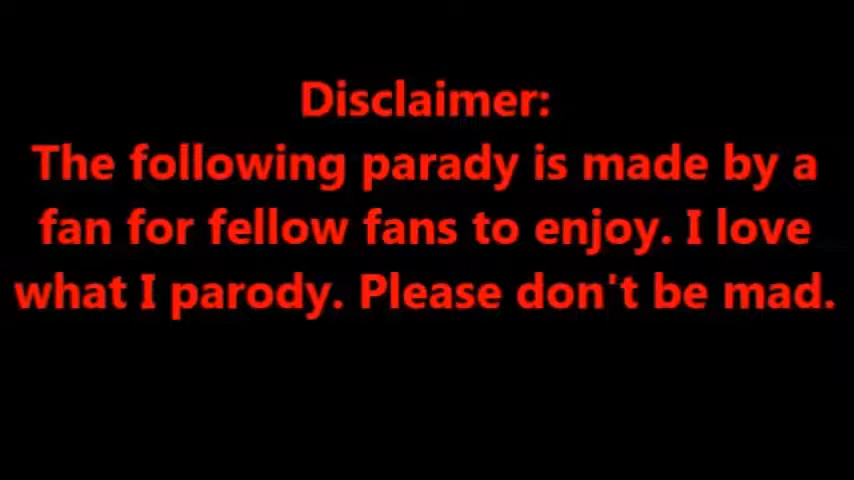 Disclaimer:
The following parady is made by a
fan for fellow fans to enjoy. I love
what I parody. Please don't be mad.